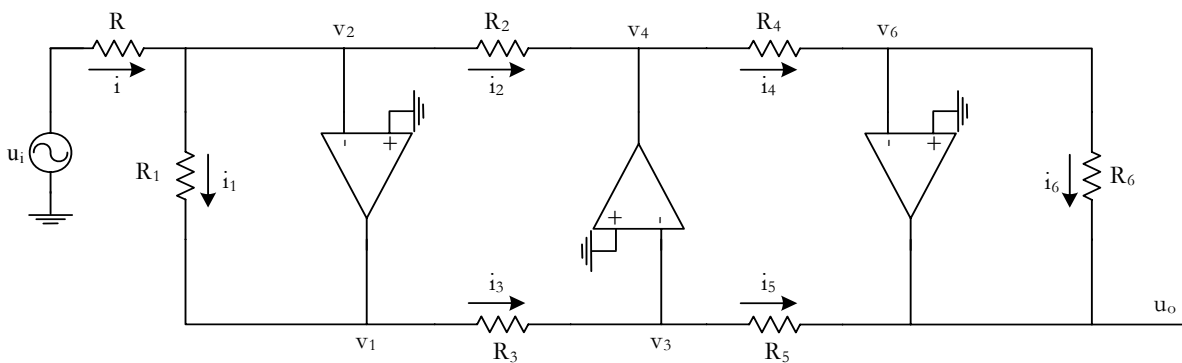 R
v₂
R₂
v₄
R₄
v₆
i
i₂
i₄
- +
- +
uᵢ
R₁
i₁
i₆
R₆
+ -
i₃
i₅
uₒ
v₁
R₃
v₃
R₅